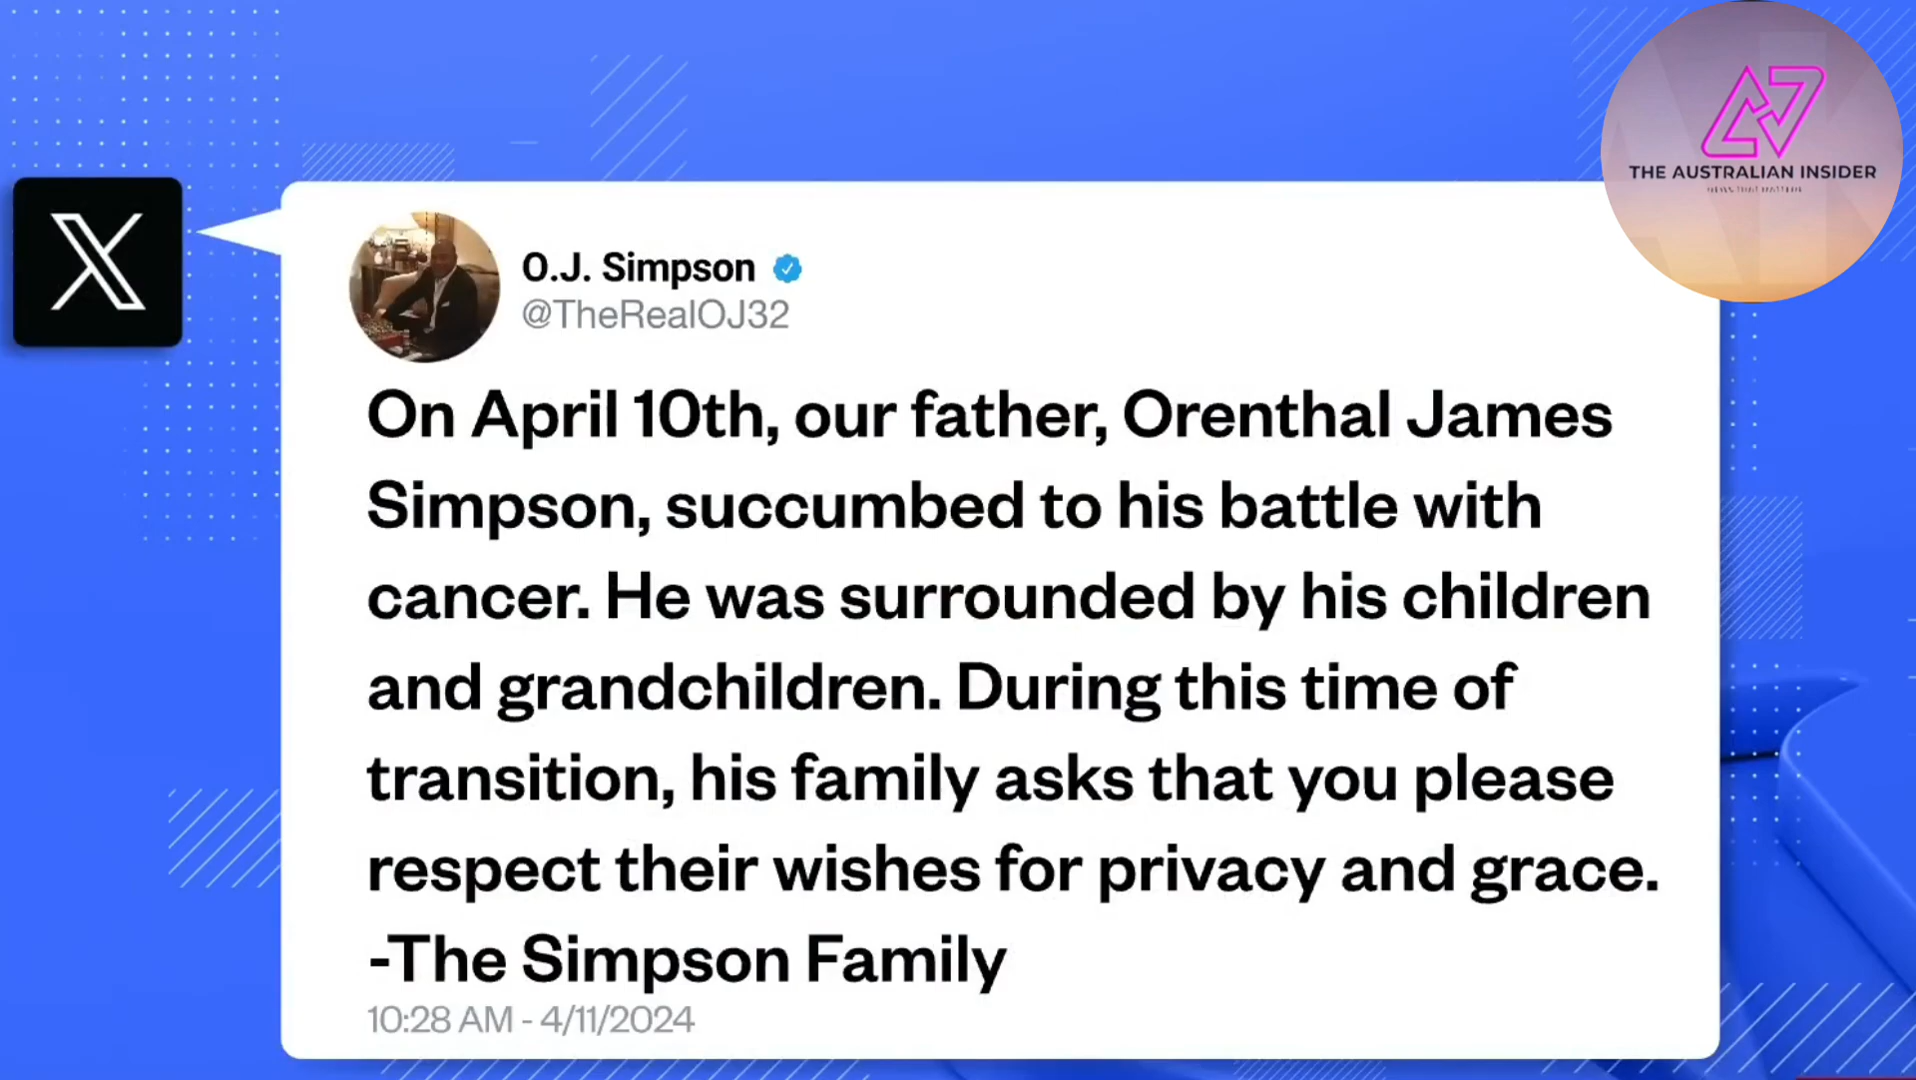 THE AUSTRALIAN INSIDER
O.J. Simpson
@TheRealOJ32
On April 10th, our father, Orenthal James
Simpson, succumbed to his battle with
cancer. He was surrounded by his children
and grandchildren. During this time of
transition, his family asks that you please
respect their wishes for privacy and grace.
-The Simpson Family
10:28 AM - 4/11/2024